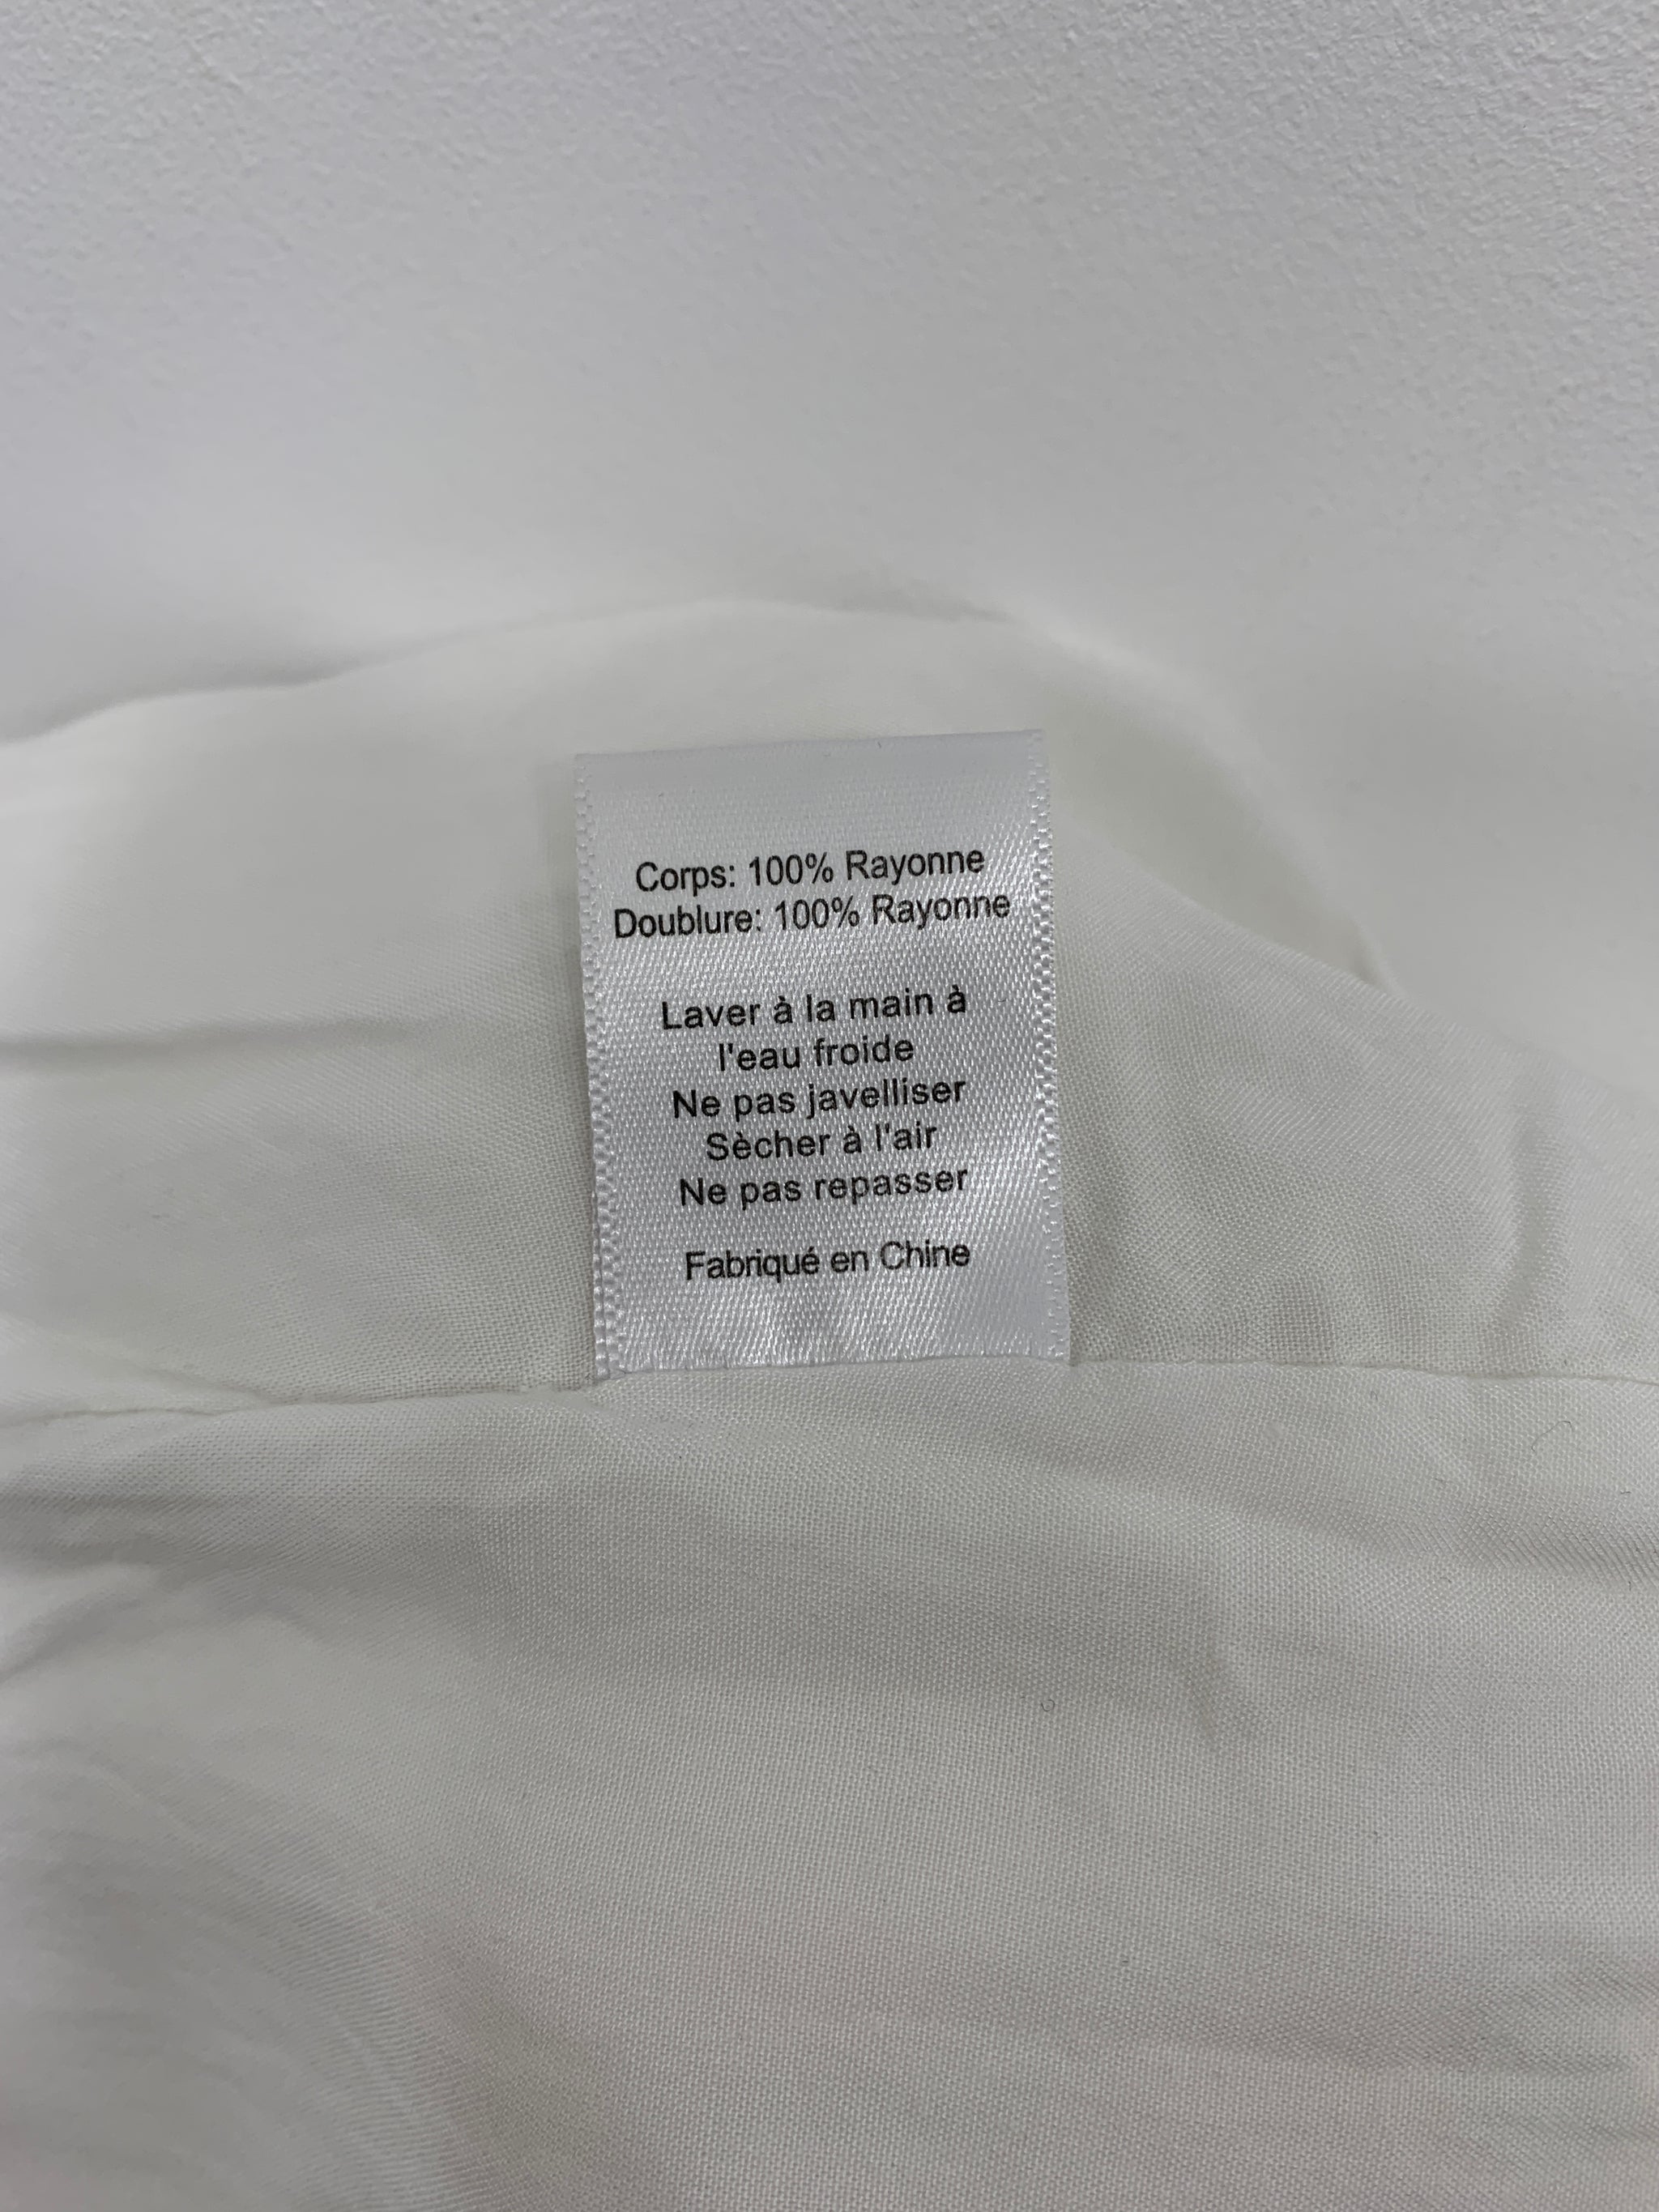 Corps: 100% Rayonne
Doublure: 100% Rayonne
Laver à la main à
l'eau froide
Ne pas javelliser
Sècher à l'air
Ne pas repasser
Fabriqué en Chine